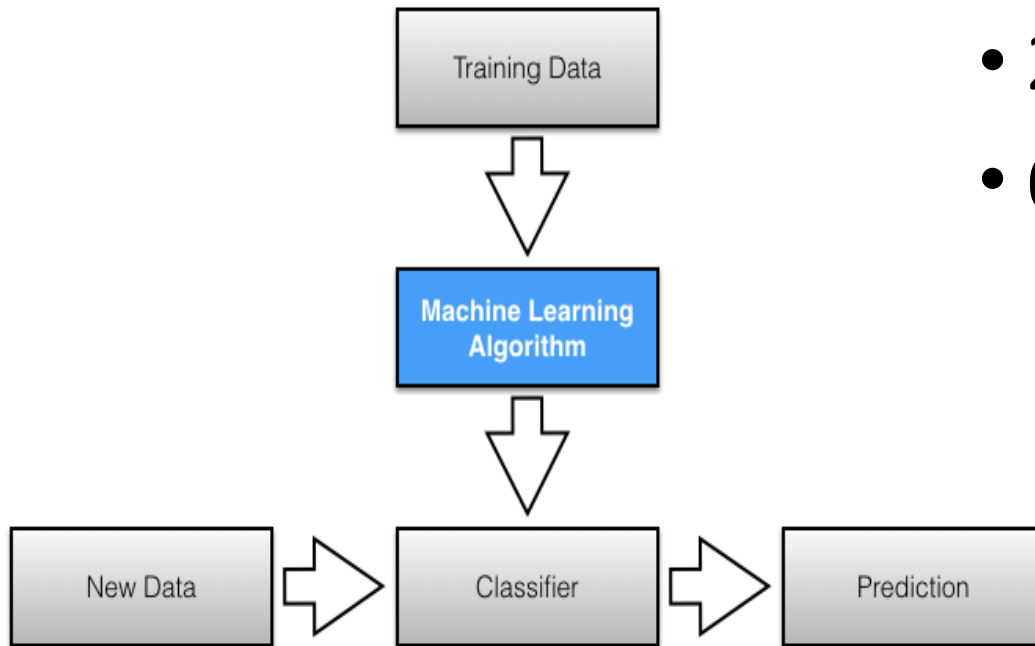 Training Data
Machine Learning
Algorithm
New Data
Classifier
Prediction